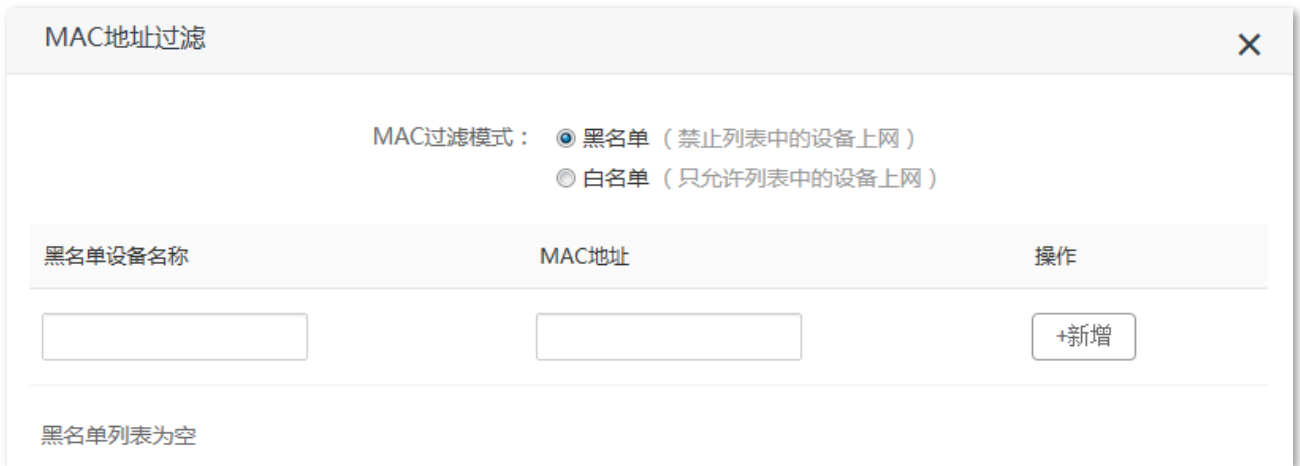 MAC地址过滤
MAC过滤模式： 黑名单（禁止列表中的设备上网）
白名单（只允许列表中的设备上网）
黑名单设备名称 MAC地址 操作
+新增
黑名单列表为空